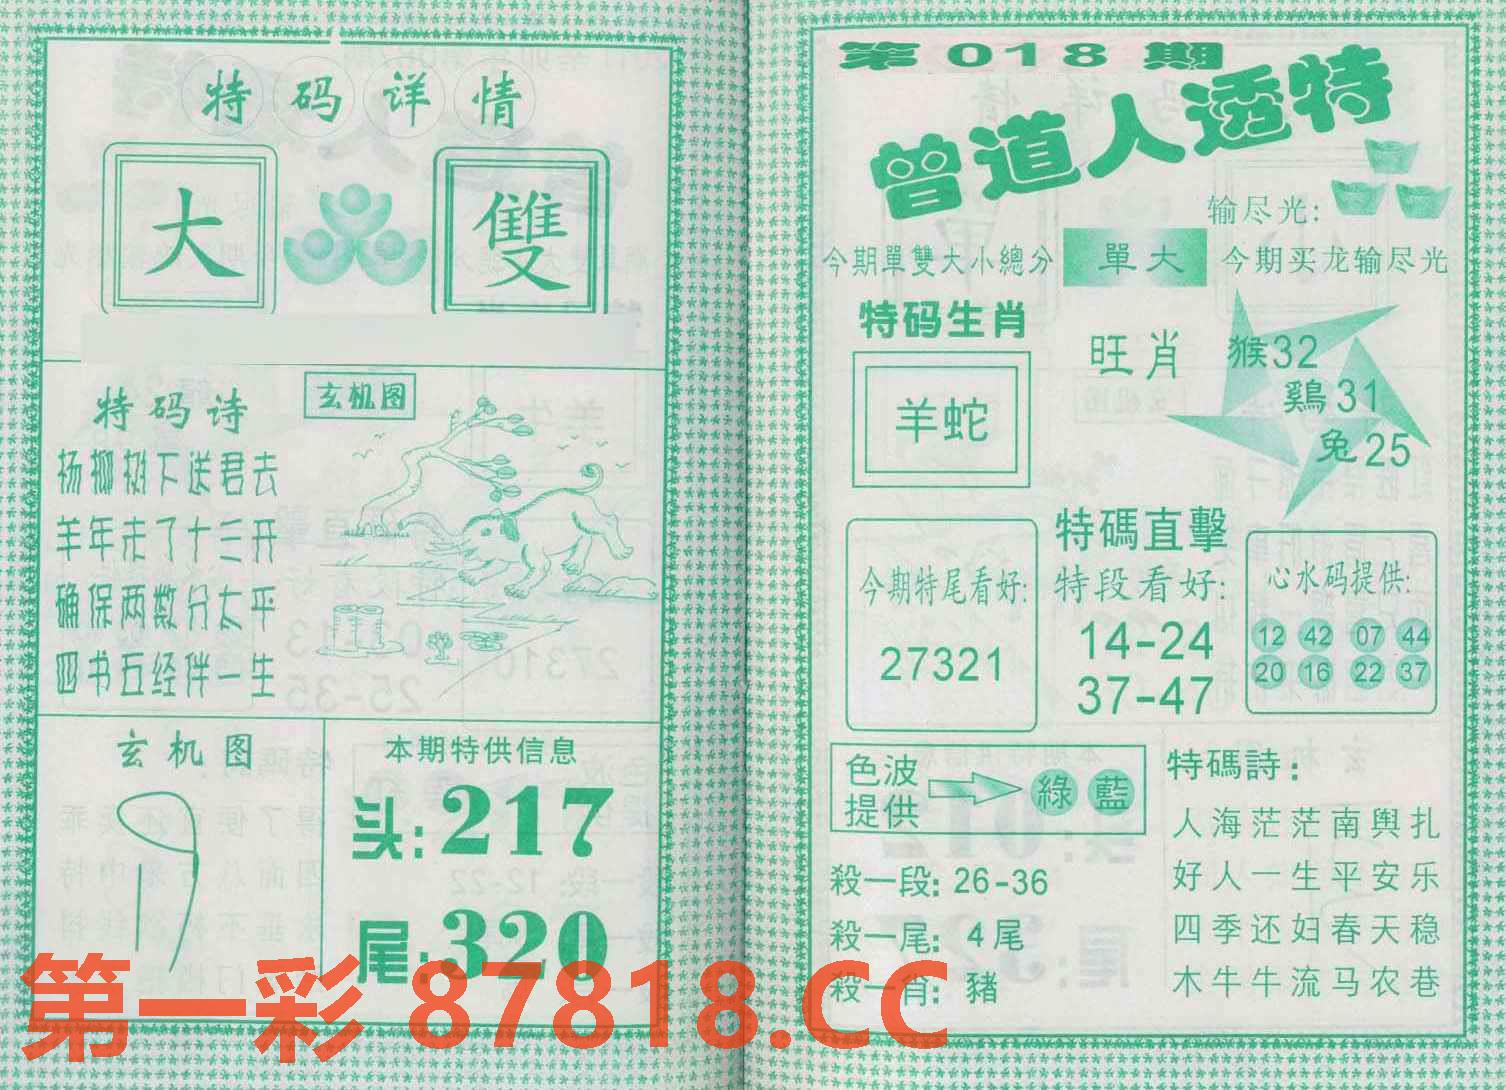 特码详情
大
雙
特码诗
杨柳树下送君去
羊年未了十三开
确保两数分太平
四书五经伴一生
玄机图
玄机图
本期特供信息
头:217
尾:320
第018期
曾道人透特
输尽光:
今期單雙大小總分
單大
今期买龙输尽光
特码生肖
羊蛇
旺肖
猴32
鷄31
兔25
今期特尾看好:
27321
特碼直擊
特段看好:
14-24
37-47
心水码提供:
12 42 07 44
20 16 22 37
色波
提供
綠 藍
殺一段:26-36
殺一尾:4尾
殺一肖:豬
特碼詩:
人海茫茫南舆扎
好人一生平安乐
四季还妇春天稳
木牛牛流马农巷
第一彩 87818.CC